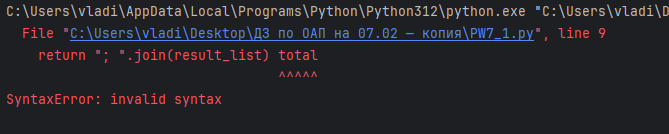 C:\Users\vladi\AppData\Local\Programs\Python\Python312\python.exe "C:\Users\vladi\D
File "C:\Users\vladi\Desktop\ДЗ по ОАП на 07.02 — копия\PW7_1.py", line 9
return "; ".join(result_list) total
^^^^^
SyntaxError: invalid syntax